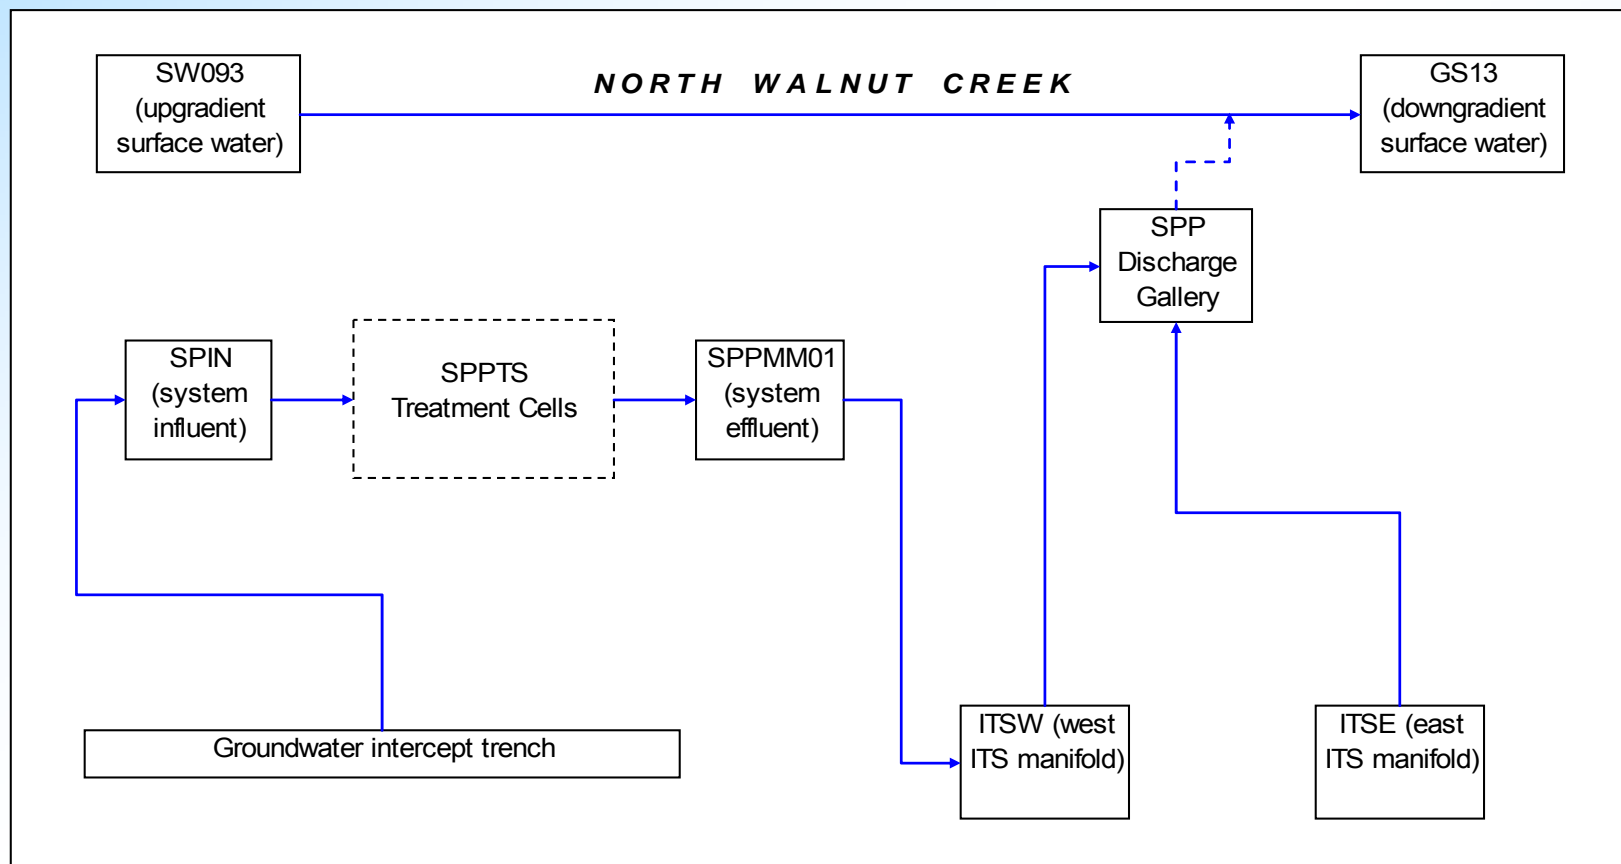 SW093
(upgradient
surface water)
NORTH WALNUT CREEK
GS13
(downgradient
surface water)
SPP
Discharge
Gallery
SPIN
(system
influent)
SPPTS
Treatment Cells
SPPMM01
(system
effluent)
Groundwater intercept trench
ITSW (west
ITS manifold)
ITSE (east
ITS manifold)